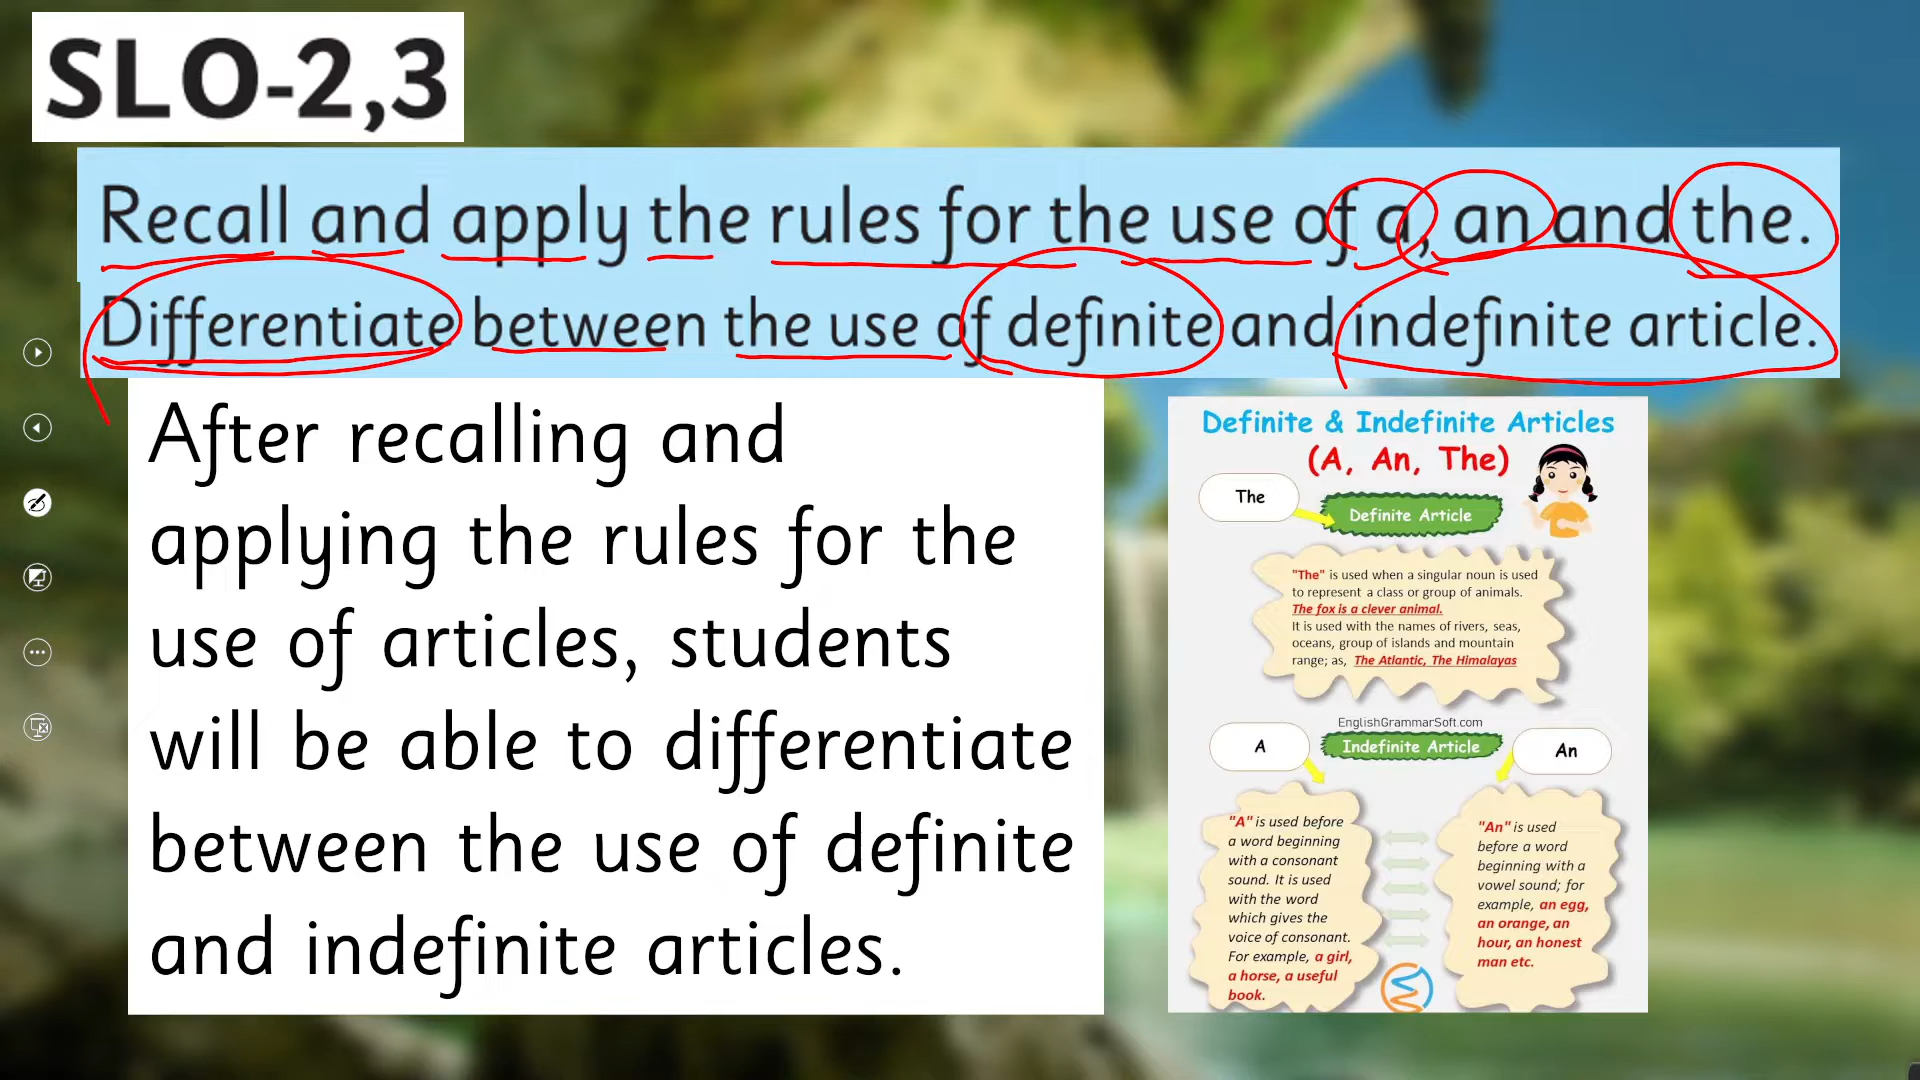 SLO-2,3
Recall and apply the rules for the use of a, an and the.
Differentiate between the use of definite and indefinite article.
After recalling and
applying the rules for the
use of articles, students
will be able to differentiate
between the use of definite
and indefinite articles.
Definite & Indefinite Articles
(A, An, The)
The
Definite Article
"The" is used when a singular noun is used
to represent a class or group of animals.
The fox is a clever animal.
It is used with the names of rivers, seas,
oceans, group of islands and mountain
range; as, The Atlantic, The Himalayas
EnglishGrammarSoft.com
A
Indefinite Article
An
"A" is used before
a word beginning
with a consonant
sound. It is used
with the word
which gives the
voice of consonant.
For example, a girl,
a horse, a useful
book.
"An" is used
before a word
beginning with a
vowel sound; for
example, an egg,
an orange, an
hour, an honest
man etc.